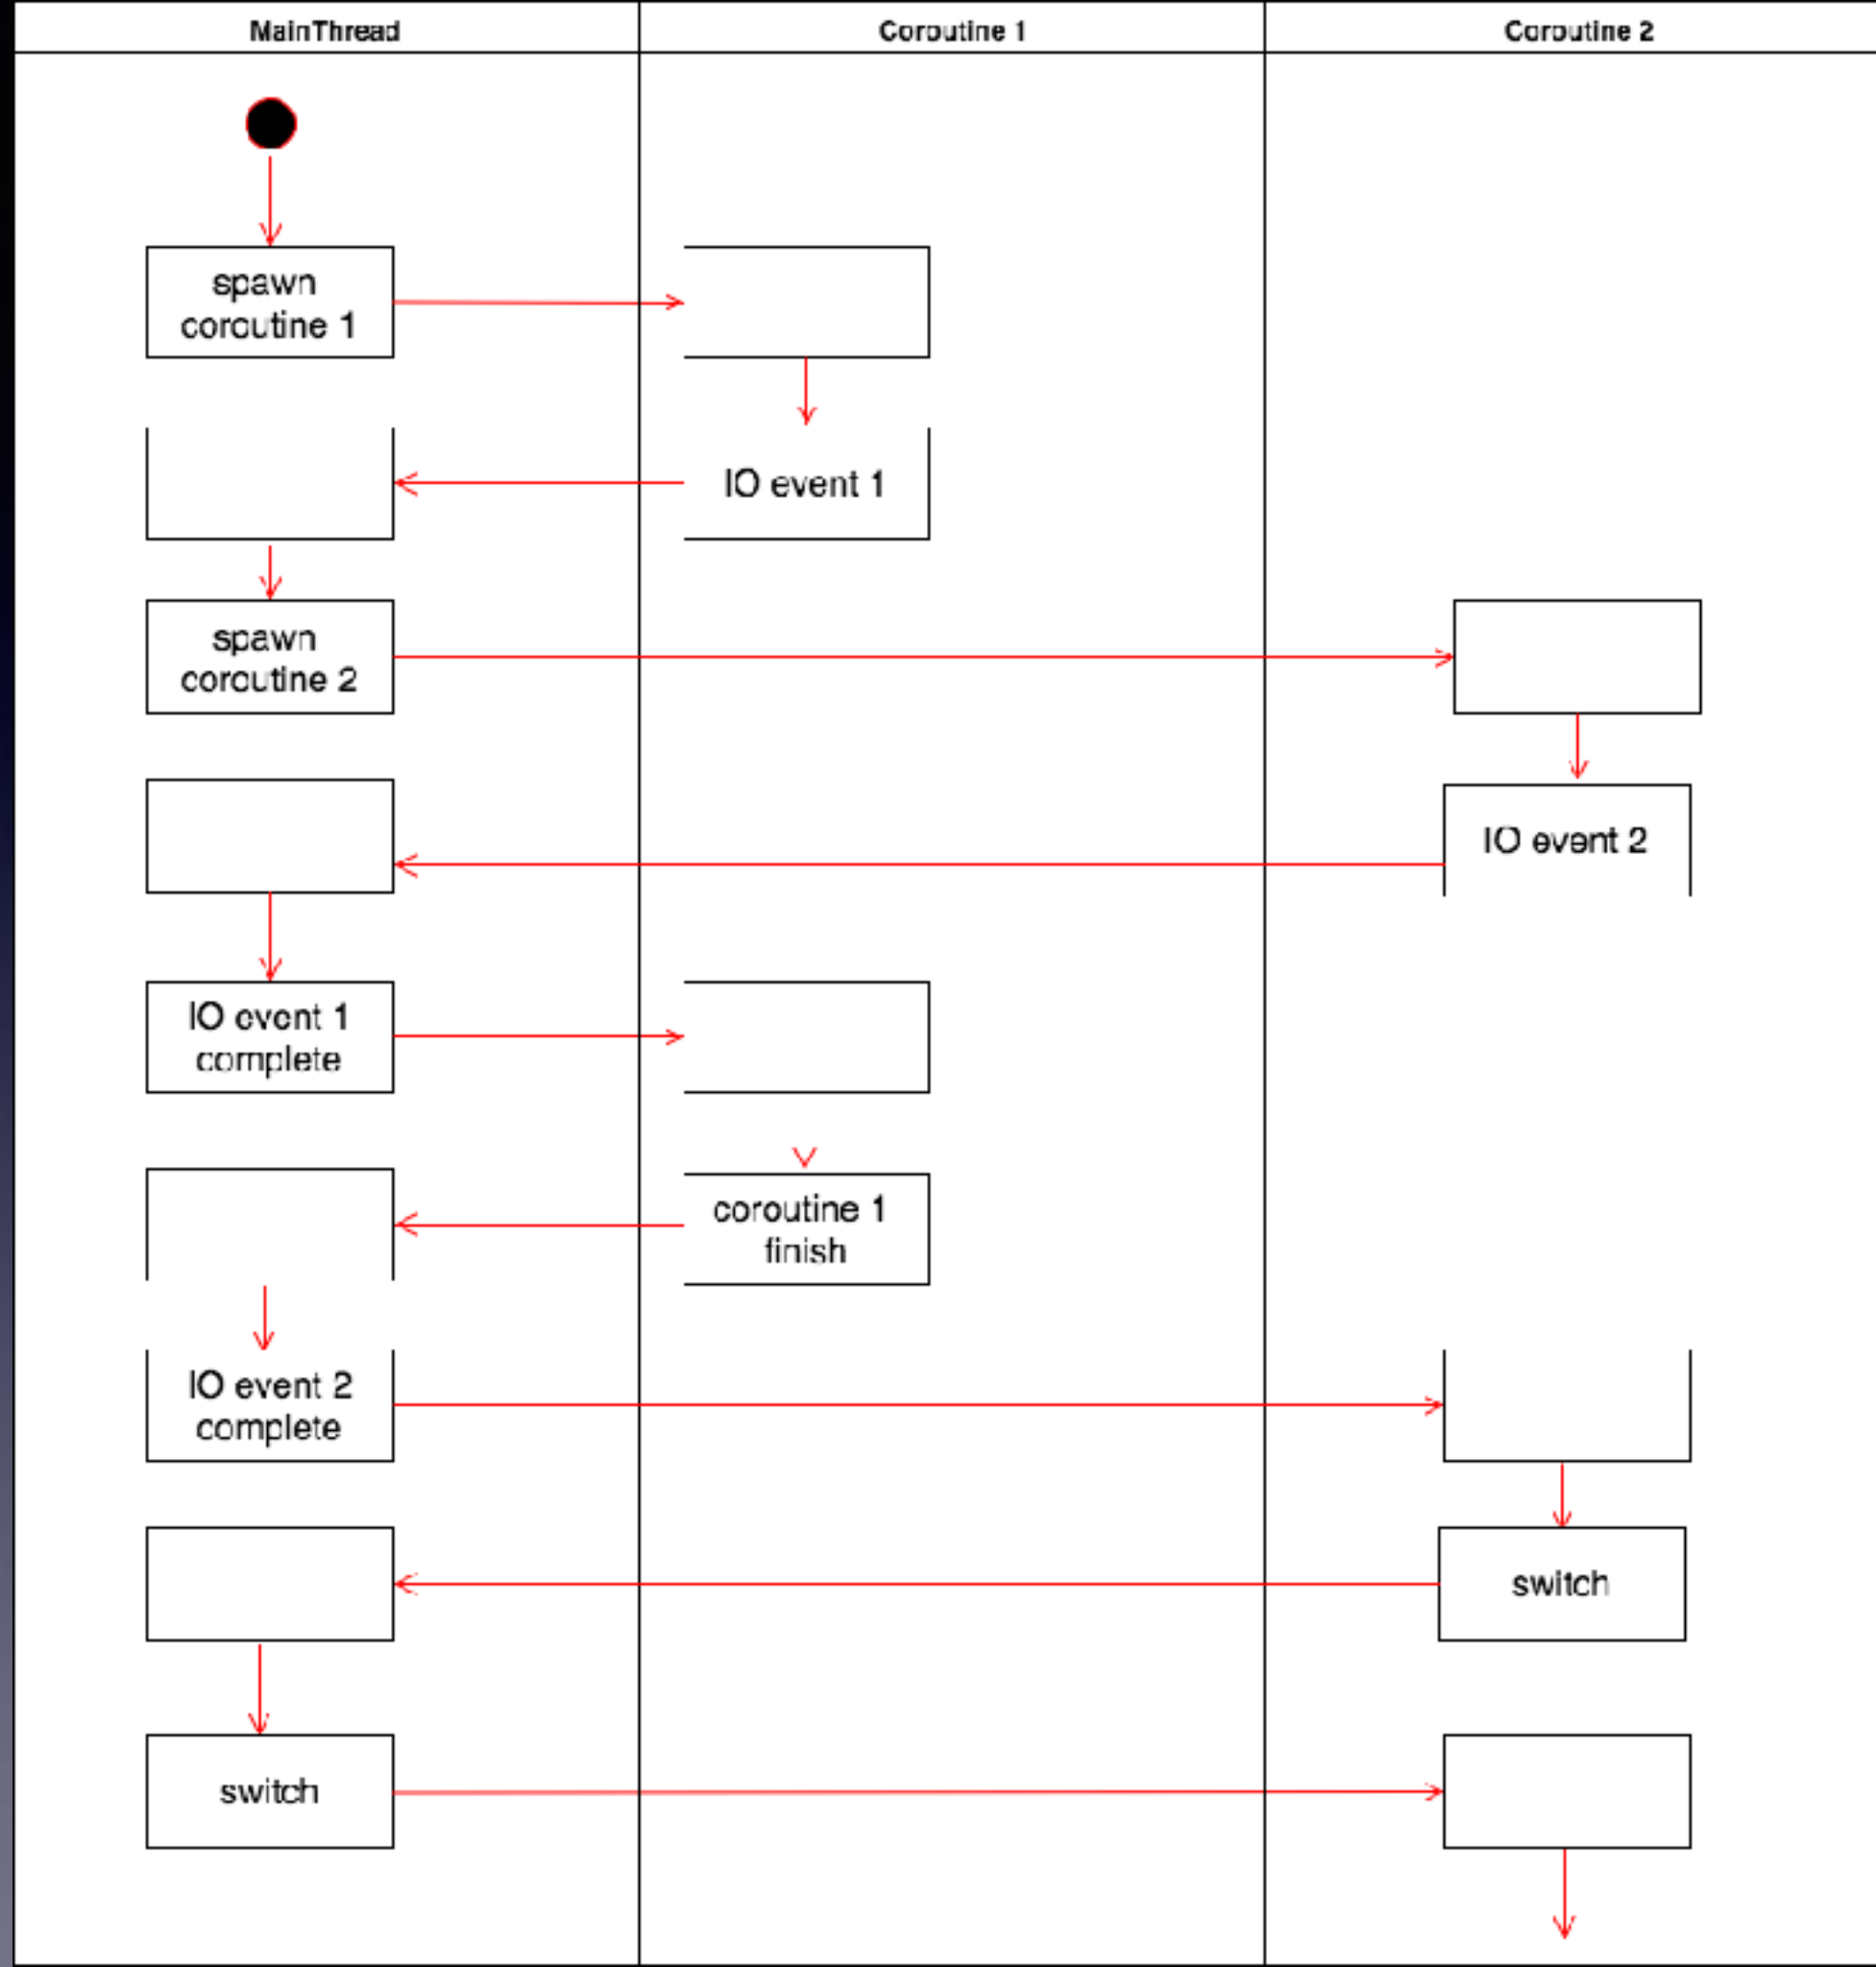 MainThread
Coroutine 1
Coroutine 2
spawn
coroutine 1
IO event 1
spawn
coroutine 2
IO event 2
IO event 1
complete
coroutine 1
finish
IO event 2
complete
switch
switch